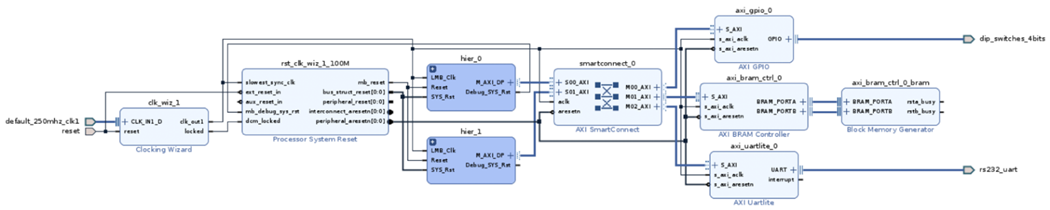 default_250mhz_clk1
reset
clk_wiz_1
CLK_IN1_D
reset
clk_out1
locked
Clocking Wizard
rst_clk_wiz_1_100M
slowest_sync_clk
ext_reset_in
aux_reset_in
mb_debug_sys_rst
dcm_locked
mb_reset
bus_struct_reset[0:0]
peripheral_reset[0:0]
interconnect_aresetn[0:0]
peripheral_aresetn[0:0]
Processor System Reset
hier_0
LMB_Clk
Reset
SYS_Rst
M_AXI_DP
Debug_SYS_Rst
hier_1
LMB_Clk
Reset
SYS_Rst
M_AXI_DP
Debug_SYS_Rst
smartconnect_0
S00_AXI
S01_AXI
aclk
aresetn
M00_AXI
M01_AXI
M02_AXI
AXI SmartConnect
axi_gpio_0
S_AXI
s_axi_aclk
s_axi_aresetn
GPIO
AXI GPIO
dip_switches_4bits
axi_bram_ctrl_0
S_AXI
s_axi_aclk
s_axi_aresetn
BRAM_PORTA
BRAM_PORTB
AXI BRAM Controller
axi_bram_ctrl_0_bram
BRAM_PORTA
BRAM_PORTB
rsta_busy
rstb_busy
Block Memory Generator
axi_uartlite_0
S_AXI
s_axi_aclk
s_axi_aresetn
UART
interrupt
AXI Uartlite
rs232_uart